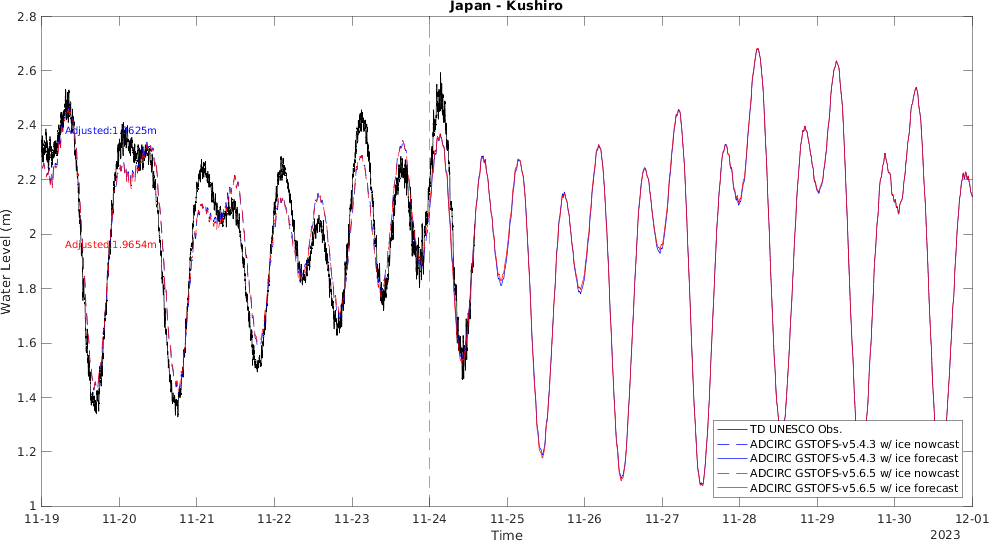 Japan - Kushiro
2.8
2.6
2.4
2.2
2
1.8
1.6
1.4
1.2
1
Water Level (m)
Adjusted:1.9625m
Adjusted:1.9654m
TD UNESCO Obs.
ADCIRC GSTOFS-v5.4.3 w/ ice nowcast
ADCIRC GSTOFS-v5.4.3 w/ ice forecast
ADCIRC GSTOFS-v5.6.5 w/ ice nowcast
ADCIRC GSTOFS-v5.6.5 w/ ice forecast
11-19 11-20 11-21 11-22 11-23 11-24 11-25 11-26 11-27 11-28 11-29 11-30 12-01
Time
2023